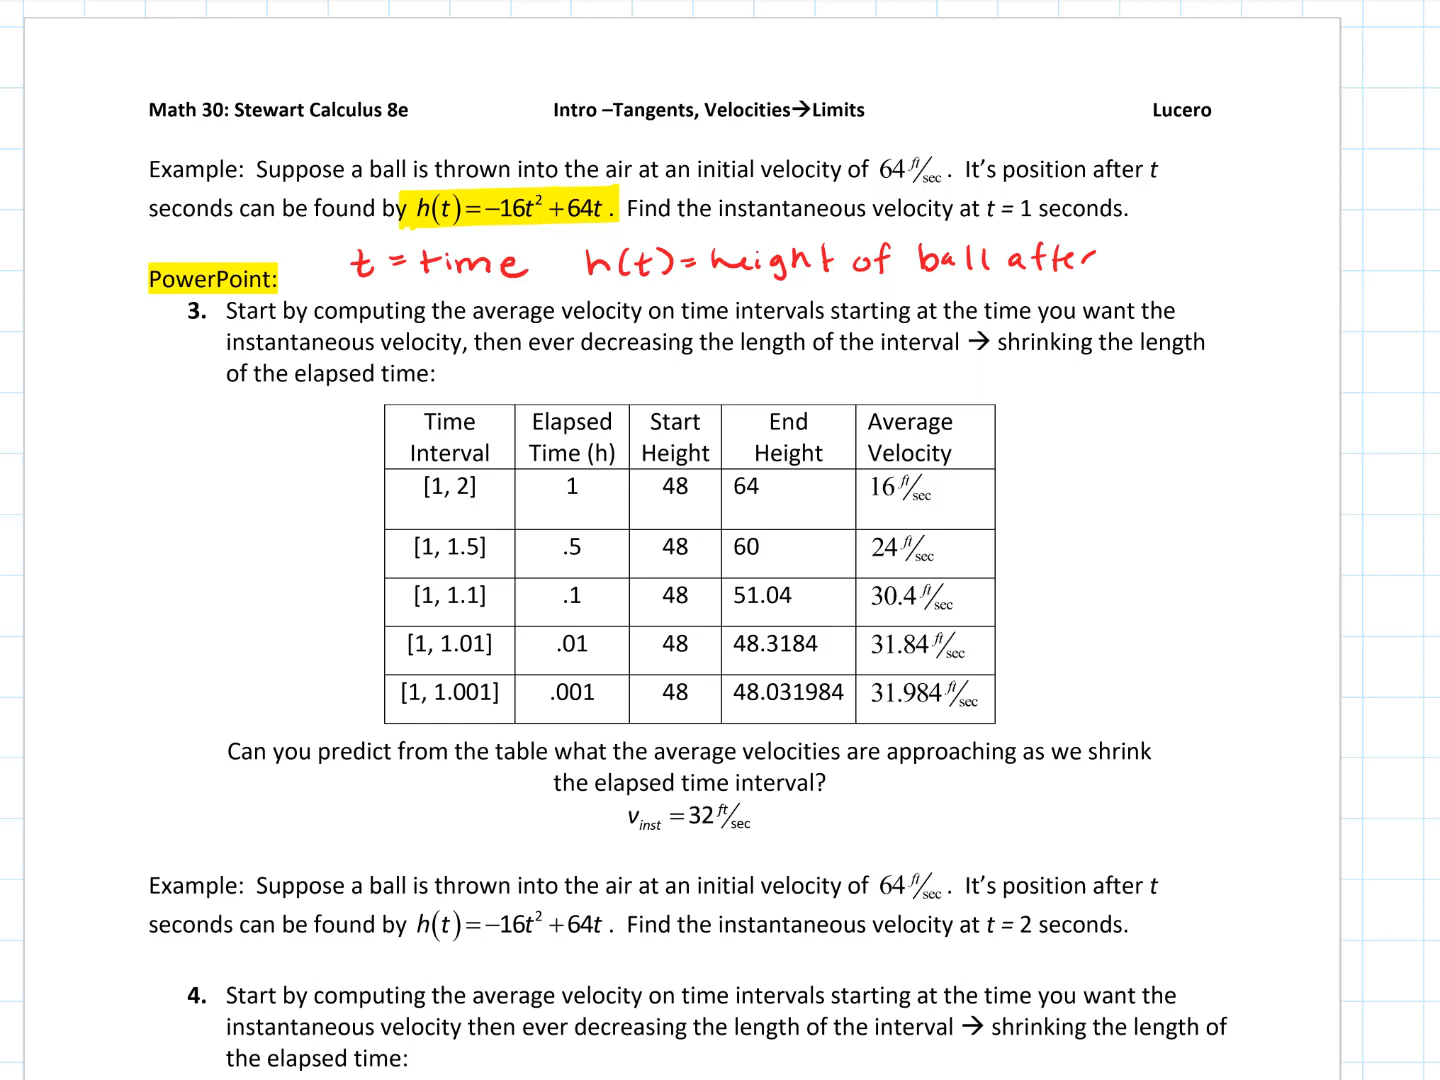 Math 30: Stewart Calculus 8e Intro –Tangents, Velocities→Limits Lucero
Example: Suppose a ball is thrown into the air at an initial velocity of 64 ft/sec. It's position after t
seconds can be found by h(t)=−16t²+64t. Find the instantaneous velocity at t = 1 seconds.
t = time h(t)= height of ball after
PowerPoint:
3. Start by computing the average velocity on time intervals starting at the time you want the
instantaneous velocity, then ever decreasing the length of the interval → shrinking the length
of the elapsed time:
Time Interval Elapsed Time (h) Start Height End Height Average Velocity
[1, 2] 1 48 64 16 ft/sec
[1, 1.5] .5 48 60 24 ft/sec
[1, 1.1] .1 48 51.04 30.4 ft/sec
[1, 1.01] .01 48 48.3184 31.84 ft/sec
[1, 1.001] .001 48 48.031984 31.984 ft/sec
Can you predict from the table what the average velocities are approaching as we shrink
the elapsed time interval?
v_inst = 32 ft/sec
Example: Suppose a ball is thrown into the air at an initial velocity of 64 ft/sec. It's position after t
seconds can be found by h(t)=−16t²+64t. Find the instantaneous velocity at t = 2 seconds.
4. Start by computing the average velocity on time intervals starting at the time you want the
instantaneous velocity then ever decreasing the length of the interval → shrinking the length of
the elapsed time: